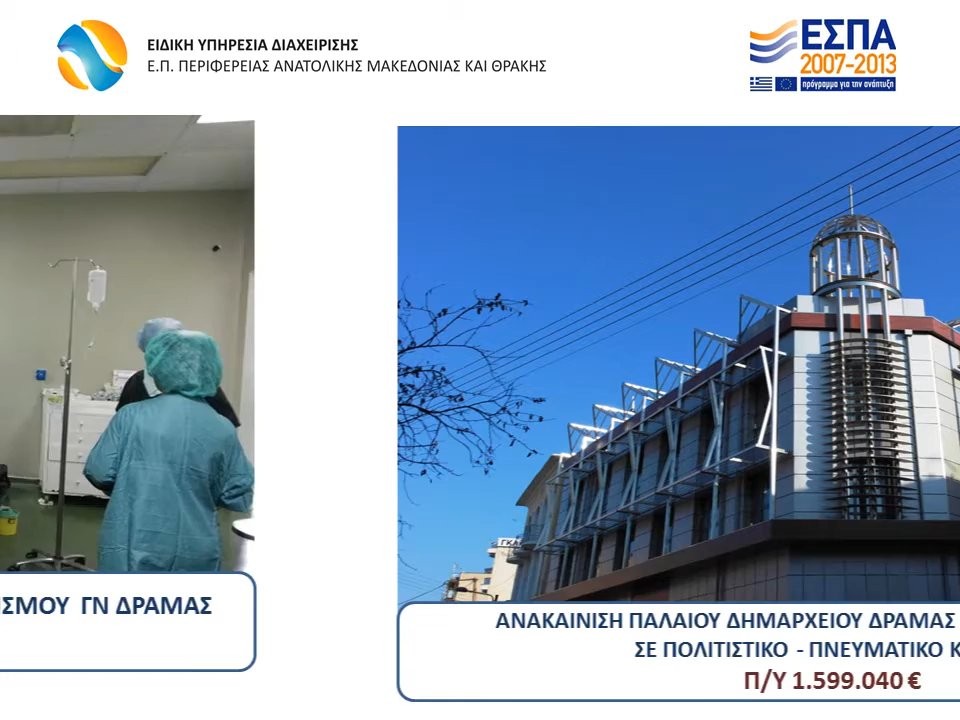 ΕΙΔΙΚΗ ΥΠΗΡΕΣΙΑ ΔΙΑΧΕΙΡΙΣΗΣ
Ε.Π. ΠΕΡΙΦΕΡΕΙΑΣ ΑΝΑΤΟΛΙΚΗΣ ΜΑΚΕΔΟΝΙΑΣ ΚΑΙ ΘΡΑΚΗΣ
ΕΣΠΑ
2007-2013
πρόγραμμα για την ανάπτυξη
ΙΣΜΟΥ ΓΝ ΔΡΑΜΑΣ
ΑΝΑΚΑΙΝΙΣΗ ΠΑΛΑΙΟΥ ΔΗΜΑΡΧΕΙΟΥ ΔΡΑΜΑΣ
ΣΕ ΠΟΛΙΤΙΣΤΙΚΟ - ΠΝΕΥΜΑΤΙΚΟ Κ
Π/Υ 1.599.040 €